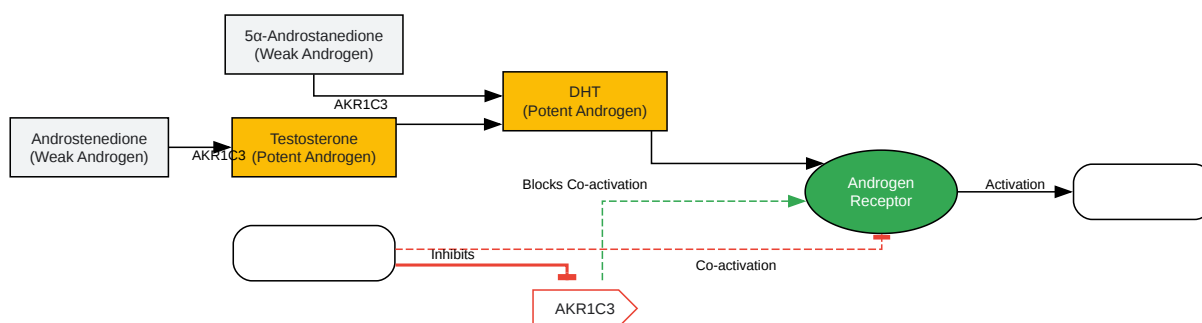 5α-Androstanedione
(Weak Androgen)
AKR1C3
DHT
(Potent Androgen)
Androstenedione
(Weak Androgen)
AKR1C3
Testosterone
(Potent Androgen)
Blocks Co-activation
Androgen
Receptor
Activation
Inhibits
Co-activation
AKR1C3